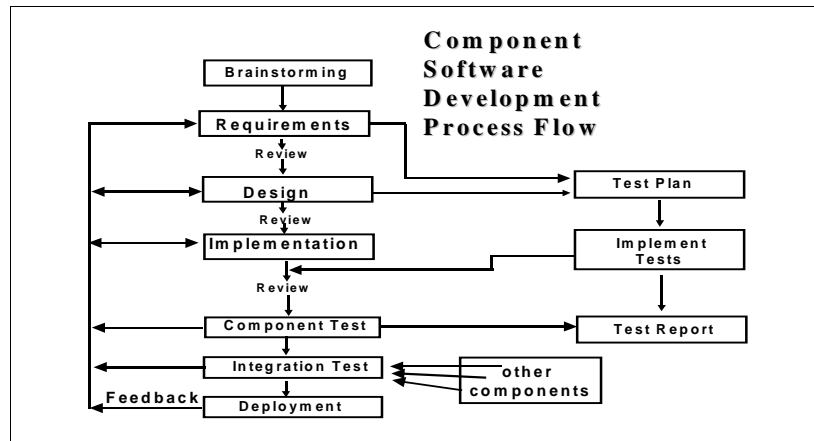 Component
Software
Development
Process Flow
Brainstorming
Requirements
Review
Design
Review
Implementation
Review
Component Test
Integration Test
Feedback
Deployment
Test Plan
Implement
Tests
Test Report
other
components